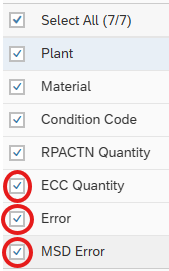 Select All (7/7)
Plant
Material
Condition Code
RPACTN Quantity
ECC Quantity
Error
MSD Error